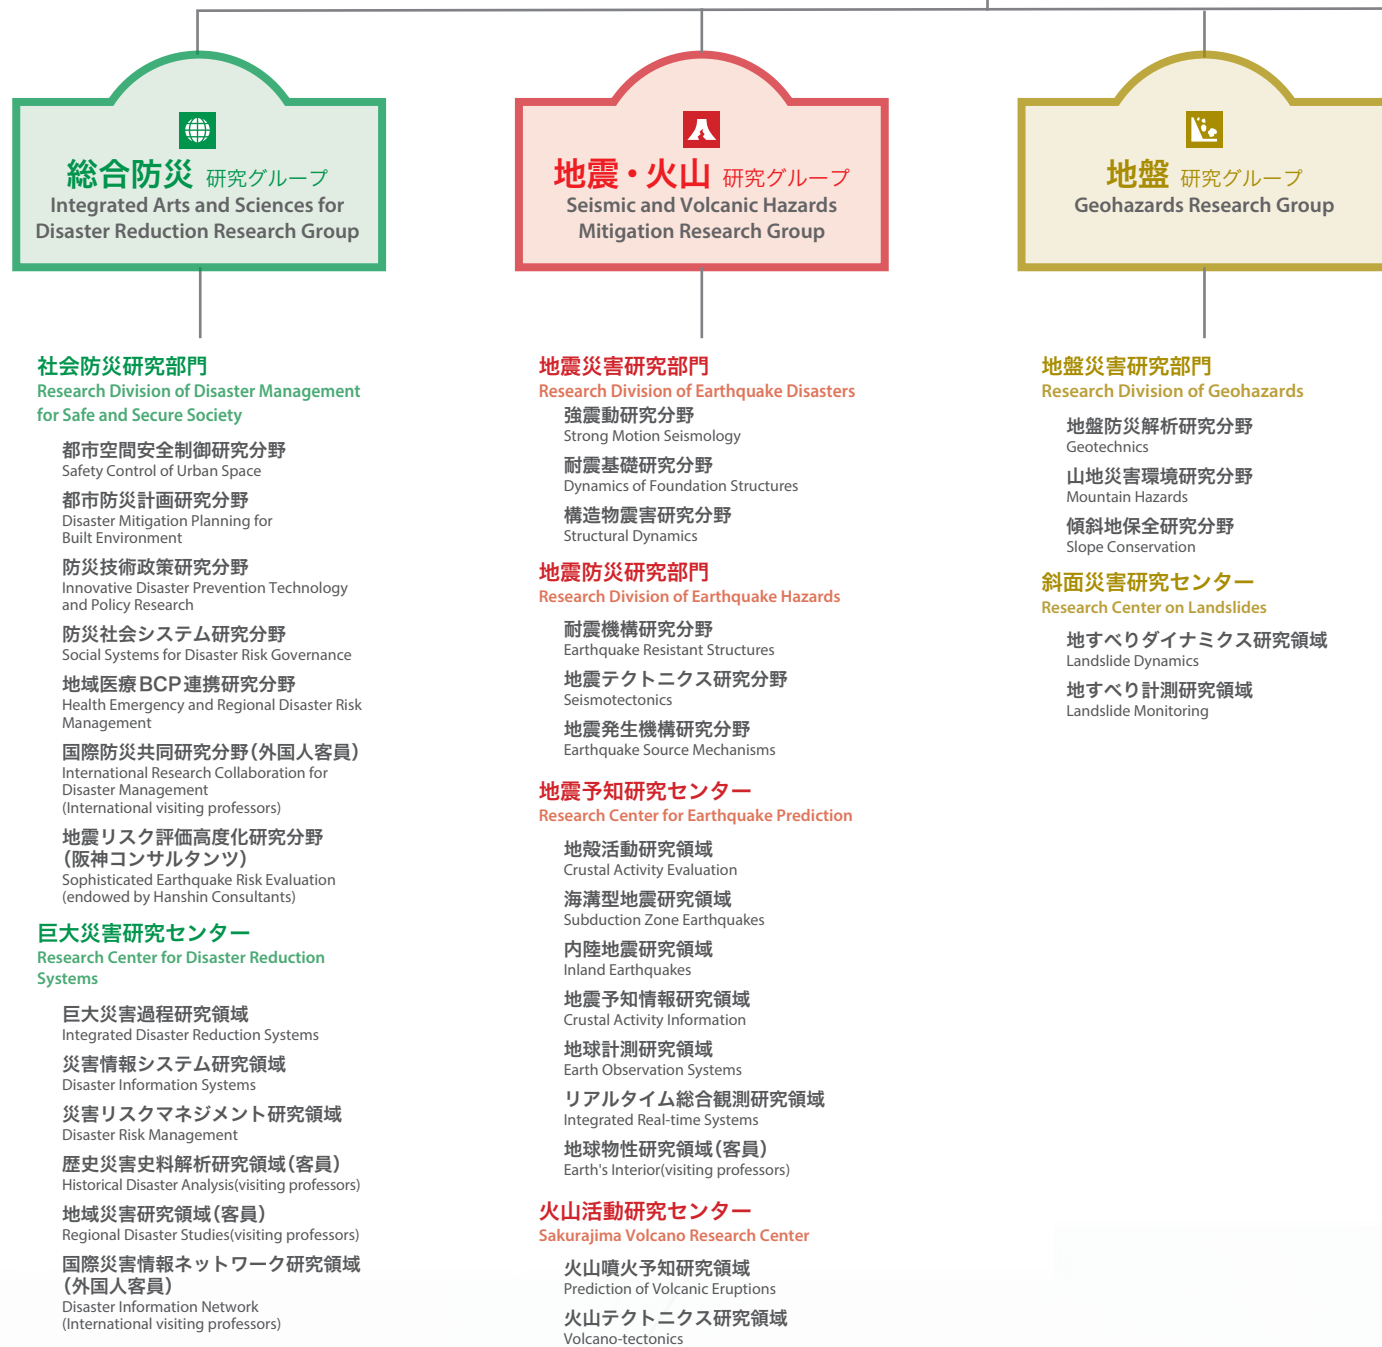 総合防災 研究グループ
Integrated Arts and Sciences for
Disaster Reduction Research Group
社会防災研究部門
Research Division of Disaster Management
for Safe and Secure Society
都市空間安全制御研究分野
Safety Control of Urban Space
都市防災計画研究分野
Disaster Mitigation Planning for
Built Environment
防災技術政策研究分野
Innovative Disaster Prevention Technology
and Policy Research
防災社会システム研究分野
Social Systems for Disaster Risk Governance
地域医療BCP連携研究分野
Health Emergency and Regional Disaster Risk
Management
国際防災共同研究分野(外国人客員)
International Research Collaboration for
Disaster Management
(International visiting professors)
地震リスク評価高度化研究分野
(阪神コンサルタンツ)
Sophisticated Earthquake Risk Evaluation
(endowed by Hanshin Consultants)
巨大災害研究センター
Research Center for Disaster Reduction
Systems
巨大災害過程研究領域
Integrated Disaster Reduction Systems
災害情報システム研究領域
Disaster Information Systems
災害リスクマネジメント研究領域
Disaster Risk Management
歴史災害史料解析研究領域(客員)
Historical Disaster Analysis(visiting professors)
地域災害研究領域(客員)
Regional Disaster Studies(visiting professors)
国際災害情報ネットワーク研究領域
(外国人客員)
Disaster Information Network
(International visiting professors)
地震・火山 研究グループ
Seismic and Volcanic Hazards
Mitigation Research Group
地震災害研究部門
Research Division of Earthquake Disasters
強震動研究分野
Strong Motion Seismology
耐震基礎研究分野
Dynamics of Foundation Structures
構造物震害研究分野
Structural Dynamics
地震防災研究部門
Research Division of Earthquake Hazards
耐震機構研究分野
Earthquake Resistant Structures
地震テクトニクス研究分野
Seismotectonics
地震発生機構研究分野
Earthquake Source Mechanisms
地震予知研究センター
Research Center for Earthquake Prediction
地殻活動研究領域
Crustal Activity Evaluation
海溝型地震研究領域
Subduction Zone Earthquakes
内陸地震研究領域
Inland Earthquakes
地震予知情報研究領域
Crustal Activity Information
地球計測研究領域
Earth Observation Systems
リアルタイム総合観測研究領域
Integrated Real-time Systems
地球物性研究領域(客員)
Earth's Interior(visiting professors)
火山活動研究センター
Sakurajima Volcano Research Center
火山噴火予知研究領域
Prediction of Volcanic Eruptions
火山テクトニクス研究領域
Volcano-tectonics
地盤 研究グループ
Geohazards Research Group
地盤災害研究部門
Research Division of Geohazards
地盤防災解析研究分野
Geotechnics
山地災害環境研究分野
Mountain Hazards
傾斜地保全研究分野
Slope Conservation
斜面災害研究センター
Research Center on Landslides
地すべりダイナミクス研究領域
Landslide Dynamics
地すべり計測研究領域
Landslide Monitoring